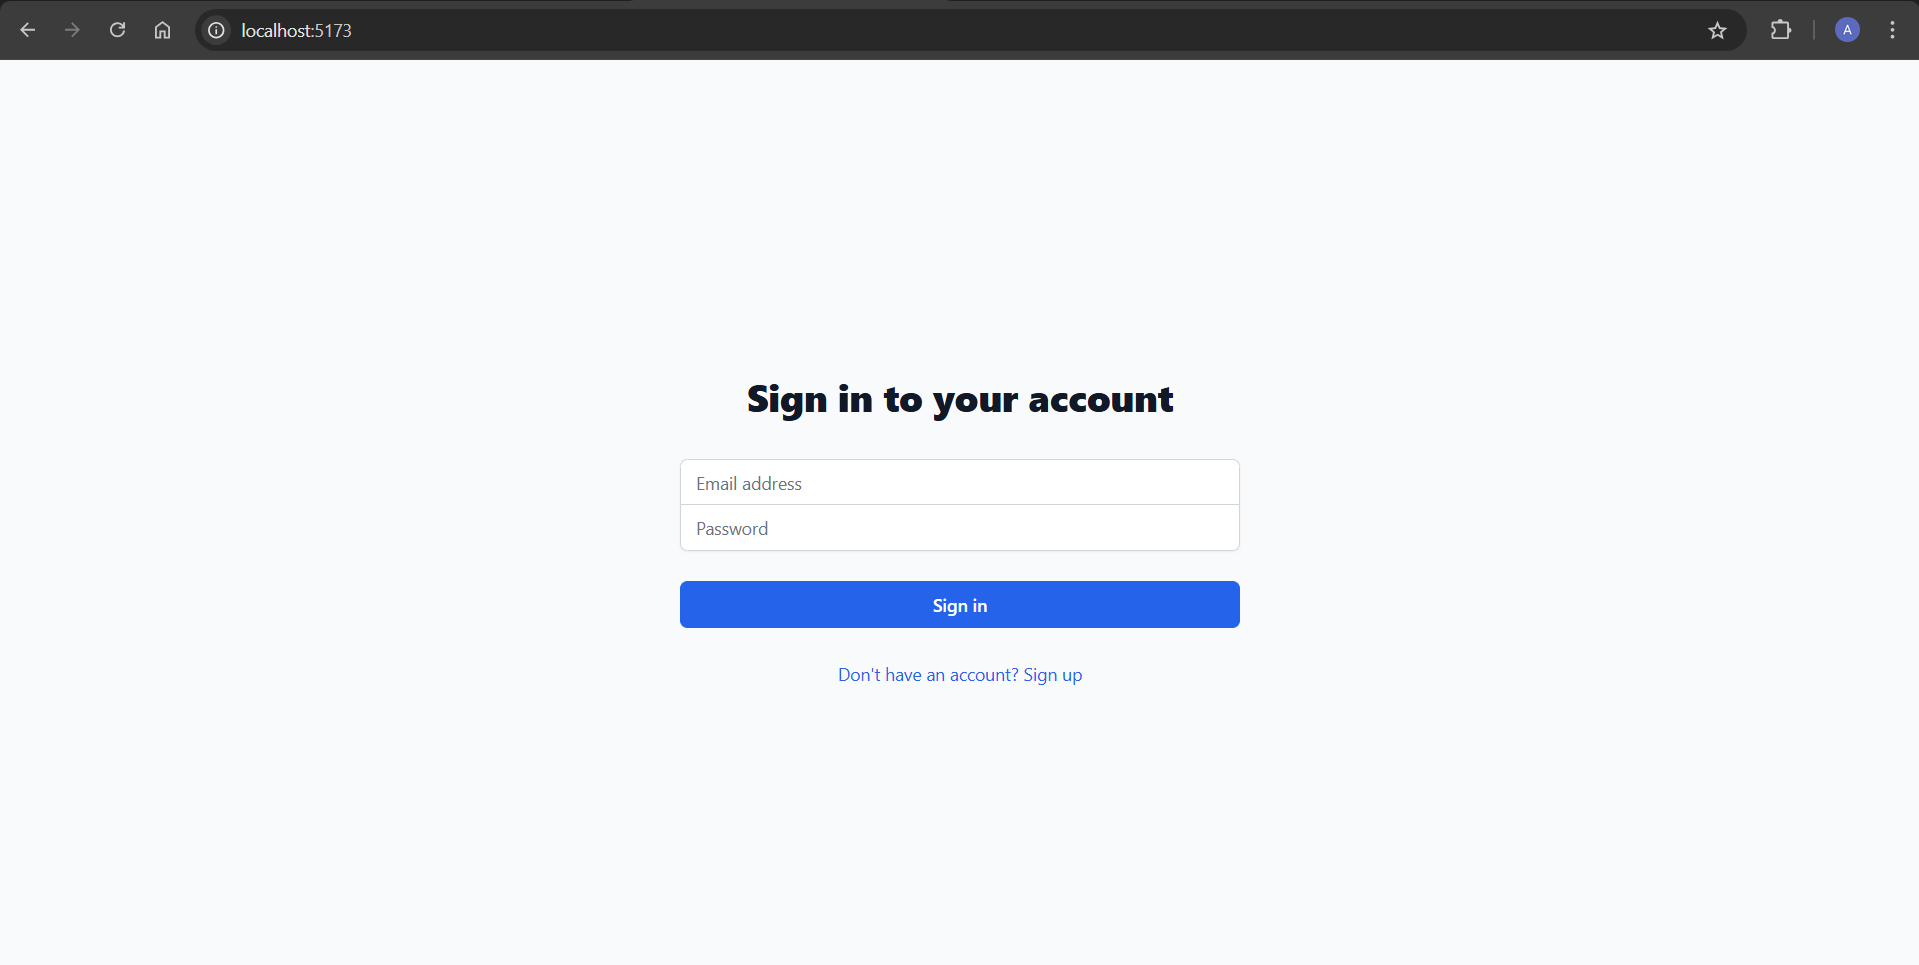 localhost:5173
A
Sign in to your account
Email address
Password
Sign in
Don't have an account? Sign up